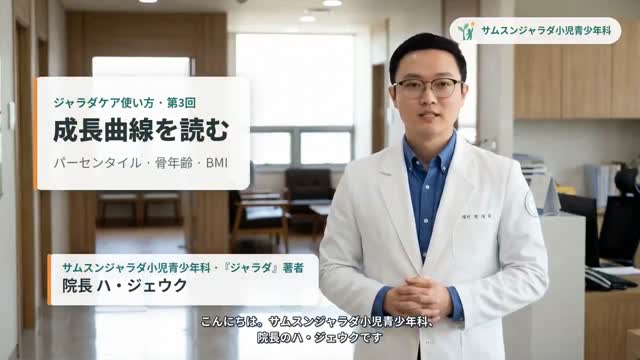 サムスンジャラダ小児青少年科
ジャラダケア使い方・第3回
成長曲線を読む
パーセンタイル・骨年齢・BMI
サムスンジャラダ小児青少年科・『ジャラダ』著者
院長 ハ・ジェウク
こんにちは。サムスンジャラダ小児青少年科、
院長のハ・ジェウクです